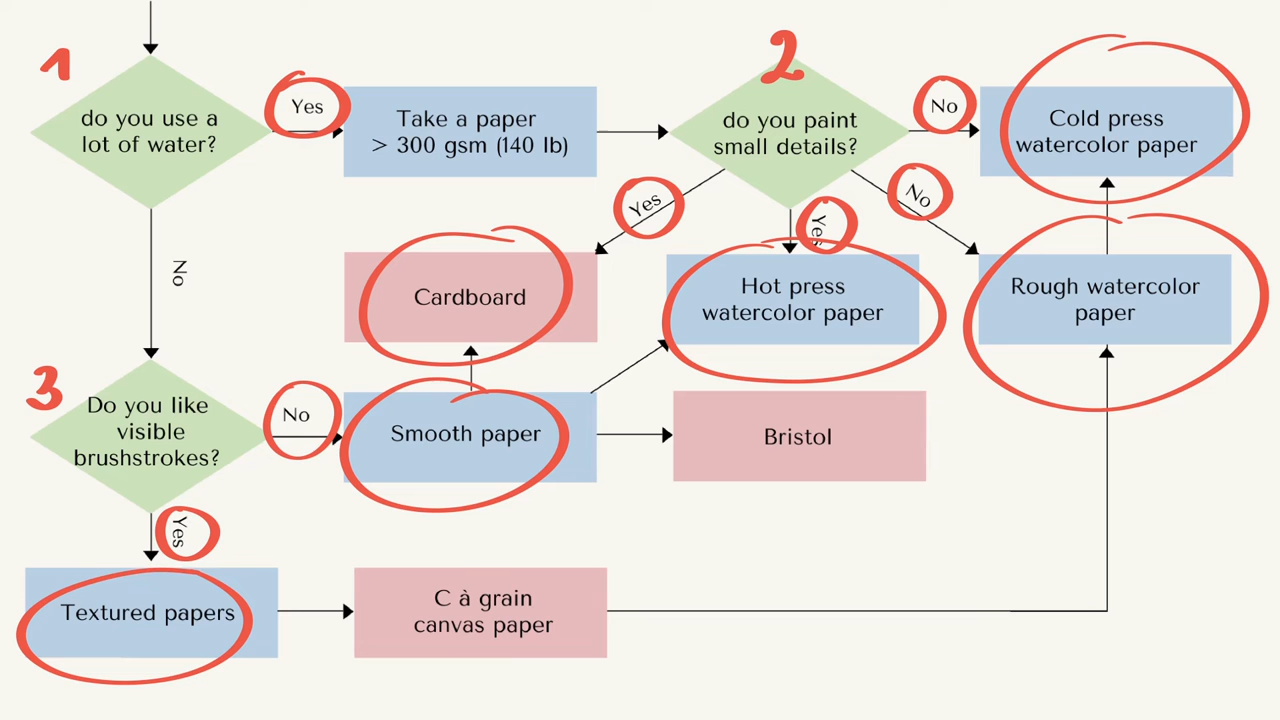 1
do you use a
lot of water?
Yes
Take a paper
> 300 gsm (140 lb)
2
do you paint
small details?
No
Cold press
watercolor paper
Yes
Yes
No
No
Cardboard
Hot press
watercolor paper
Rough watercolor
paper
3
Do you like
visible
brushstrokes?
No
Smooth paper
Bristol
Yes
Textured papers
C à grain
canvas paper